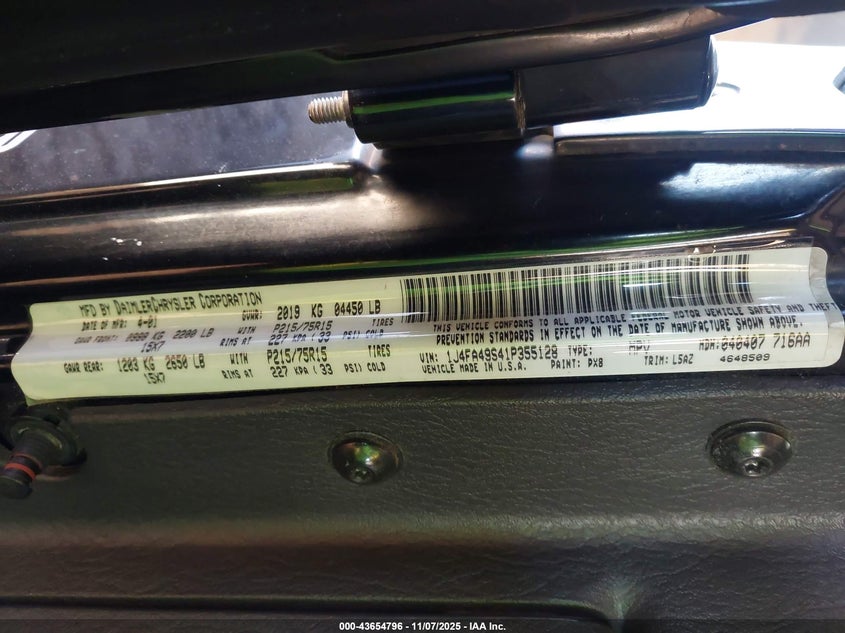 MFD BY DAIMLERCHRYSLER CORPORATION
DATE OF MFR: 4-01 GVWR: 2019 KG 04450 LB
GAWR FRONT: 2200 LB WITH P215/75R15 TIRES
15X7 RIMS AT 227 KPA ( 33 PSI) COLD
GAWR REAR: 1203 KG 2650 LB WITH P215/75R15 TIRES
15X7 RIMS AT 227 KPA ( 33 PSI) COLD
THIS VEHICLE CONFORMS TO ALL APPLICABLE MOTOR VEHICLE SAFETY AND THEFT
PREVENTION STANDARDS IN EFFECT ON THE DATE OF MANUFACTURE SHOWN ABOVE.
VIN: 1J4FA49S41P355128 TYPE: MPV MDH: 040407 716AA
VEHICLE MADE IN U.S.A. PAINT: PX8 TRIM: L5AZ 4648509
000-43654796 - 11/07/2025 - IAA Inc.